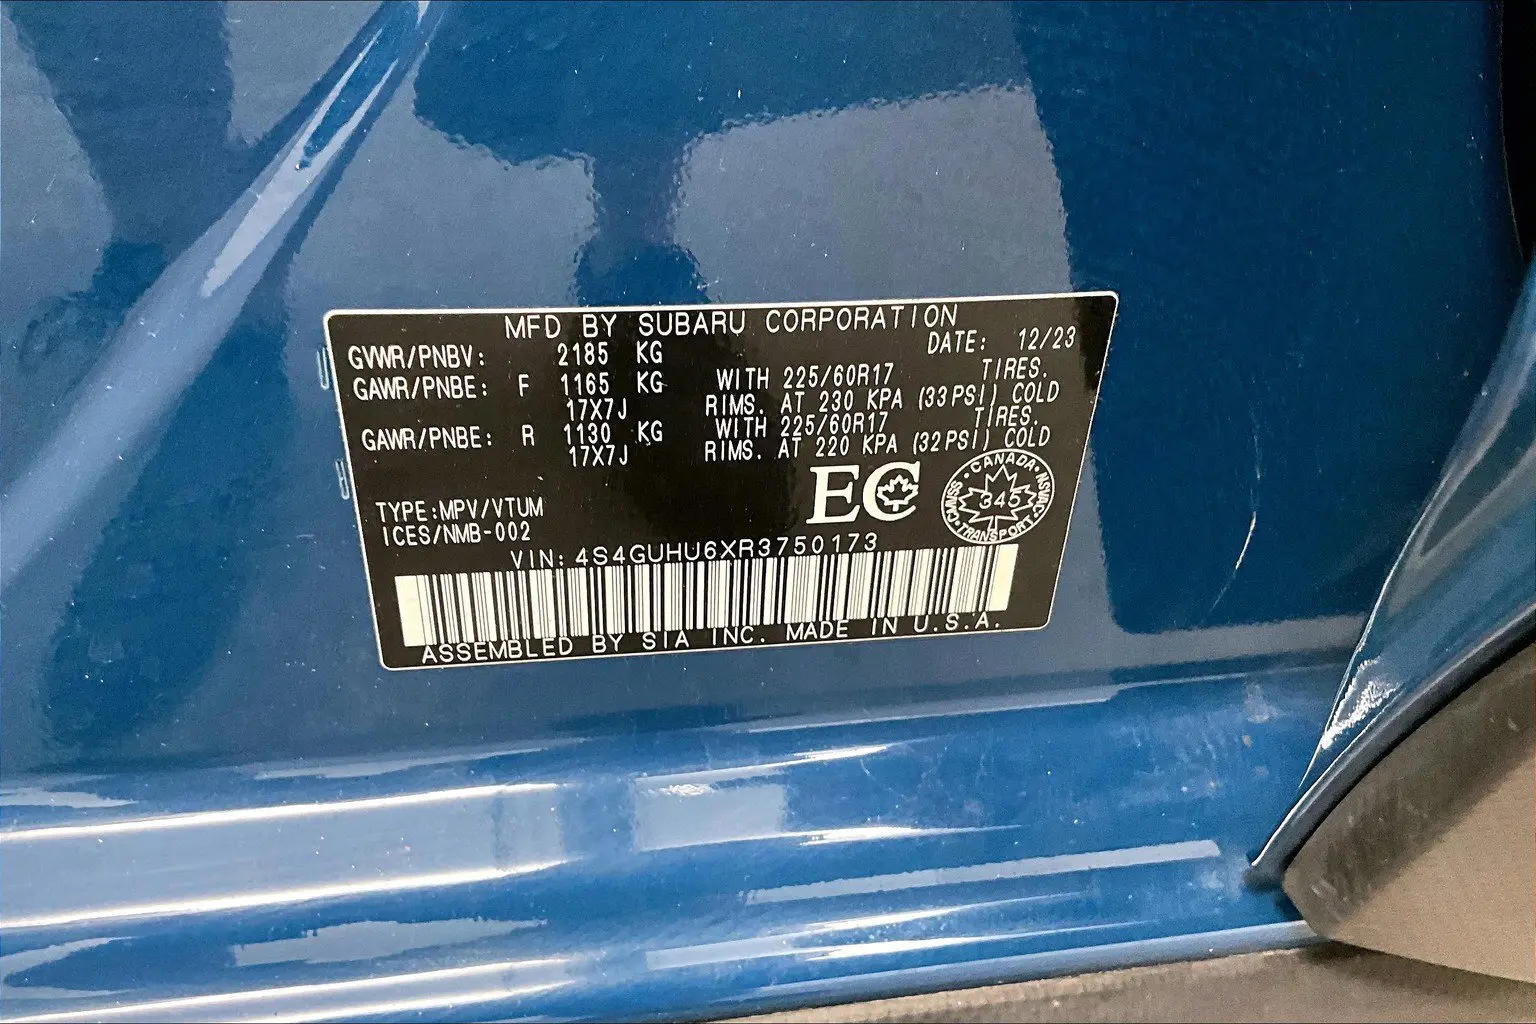 MFD BY SUBARU CORPORATION
DATE: 12/23
GVWR/PNBV: 2185 KG
GAWR/PNBE: F 1165 KG WITH 225/60R17 TIRES.
17X7J RIMS. AT 230 KPA (33PSI) COLD
GAWR/PNBE: R 1130 KG WITH 225/60R17 TIRES.
17X7J RIMS. AT 220 KPA (32PSI) COLD
EC
CANADA
345
TRANSPORT
CMVSS
NSVAC
TYPE:MPV/VTUM
ICES/NMB-002
VIN: 4S4GUHU6XR3750173
ASSEMBLED BY SIA INC. MADE IN U.S.A.